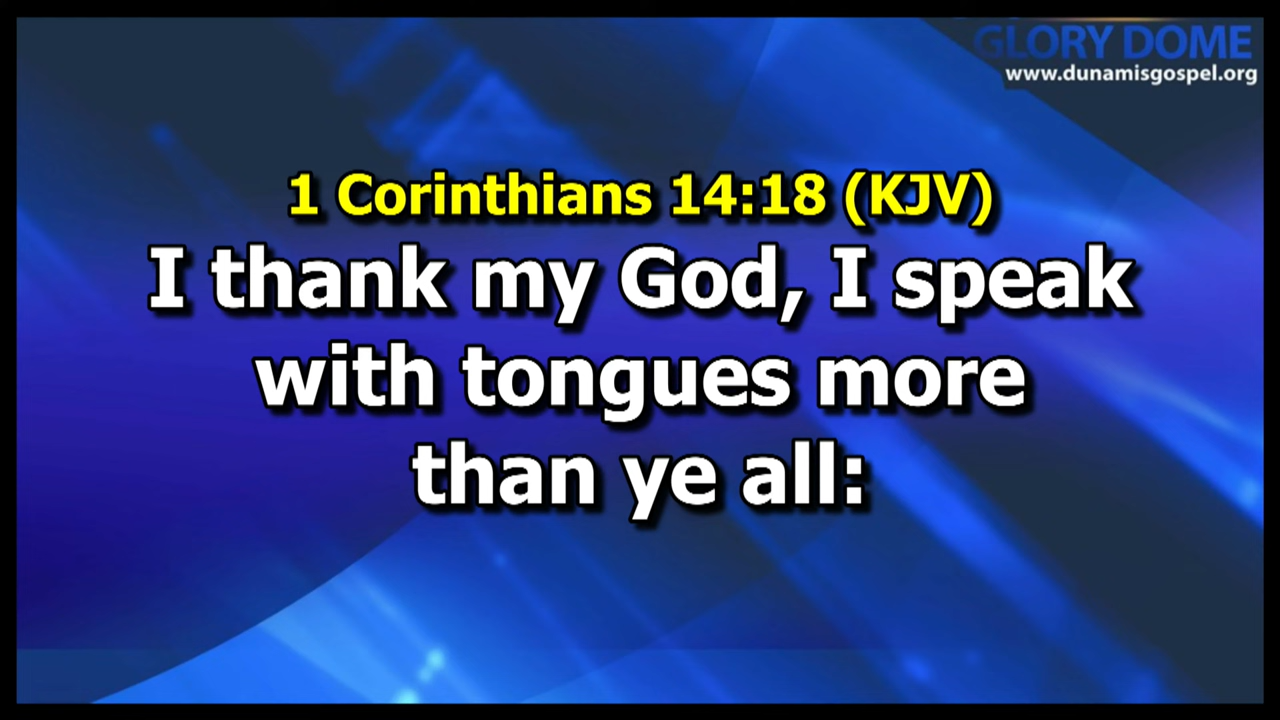 GLORY DOME
www.dunamisgospel.org
1 Corinthians 14:18 (KJV)
I thank my God, I speak
with tongues more
than ye all: